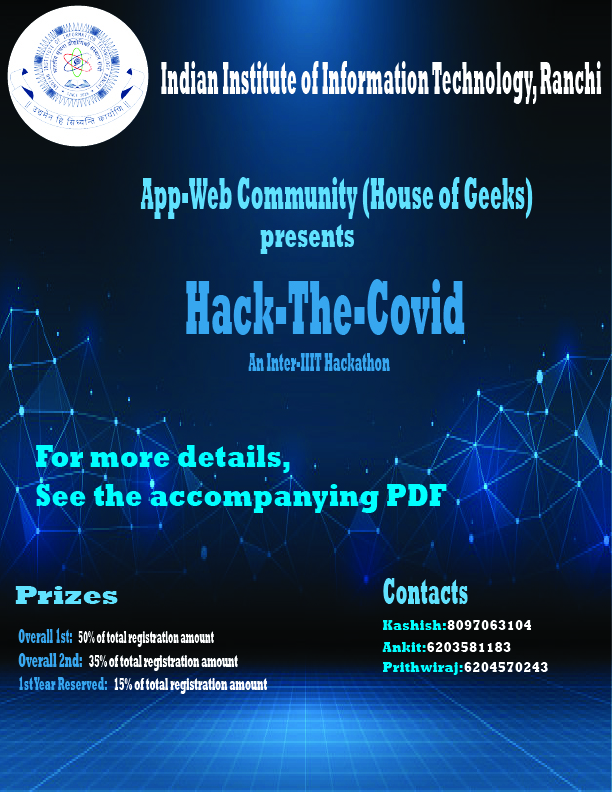 Indian Institute of Information Technology, Ranchi
उद्यमेन हि सिध्यन्ति कार्याणि
App-Web Community (House of Geeks)
presents
Hack-The-Covid
An Inter-IIIT Hackathon
For more details,
See the accompanying PDF
Prizes
Overall 1st: 50% of total registration amount
Overall 2nd: 35% of total registration amount
1st Year Reserved: 15% of total registration amount
Contacts
Kashish:8097063104
Ankit:6203581183
Prithwiraj:6204570243